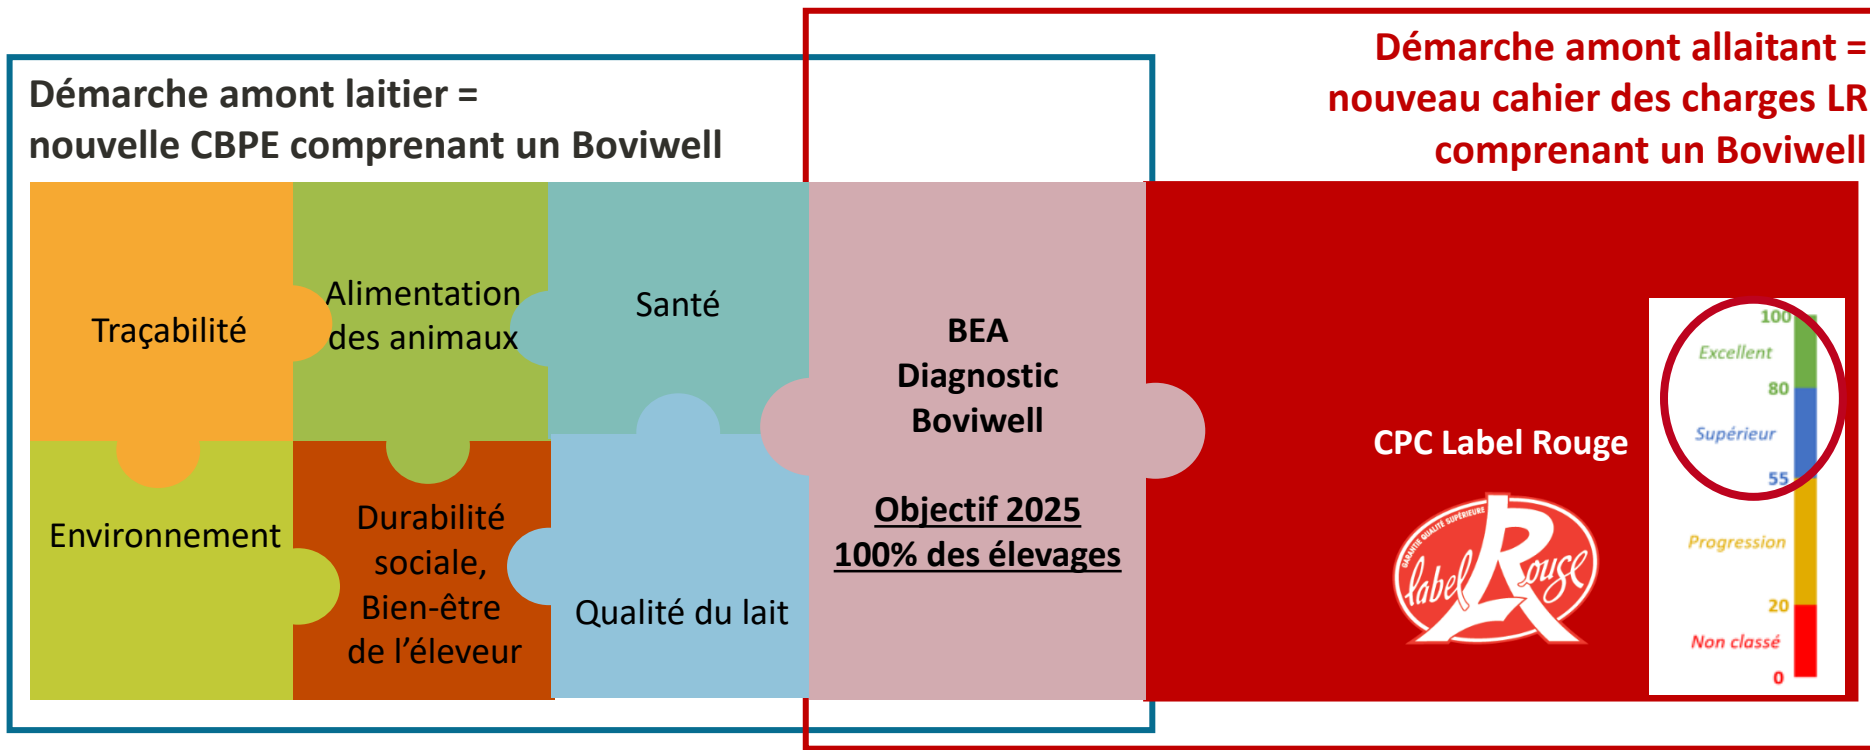 Démarche amont laitier =
nouvelle CBPE comprenant un Boviwell
Démarche amont allaitant =
nouveau cahier des charges LR
comprenant un Boviwell
Traçabilité
Alimentation
des animaux
Santé
Environnement
Durabilité
sociale,
Bien-être
de l'éleveur
Qualité du lait
BEA
Diagnostic
Boviwell
Objectif 2025
100% des élevages
CPC Label Rouge
GARANTIE QUALITÉ SUPÉRIEURE
label Rouge
100
Excellent
80
Supérieur
55
Progression
20
Non classé
0